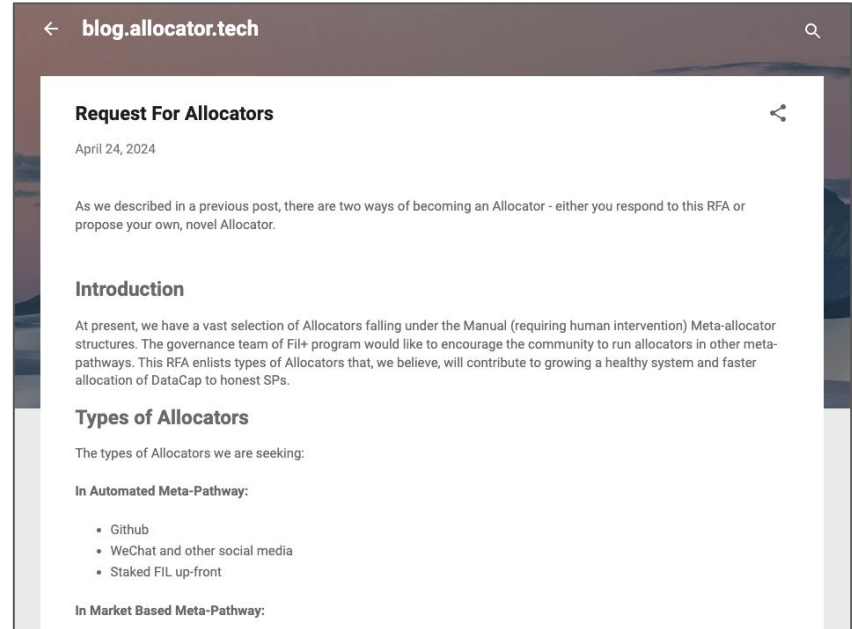 blog.allocator.tech
Request For Allocators
April 24, 2024
As we described in a previous post, there are two ways of becoming an Allocator - either you respond to this RFA or
propose your own, novel Allocator.
Introduction
At present, we have a vast selection of Allocators falling under the Manual (requiring human intervention) Meta-allocator
structures. The governance team of Fil+ program would like to encourage the community to run allocators in other meta-
pathways. This RFA enlists types of Allocators that, we believe, will contribute to growing a healthy system and faster
allocation of DataCap to honest SPs.
Types of Allocators
The types of Allocators we are seeking:
In Automated Meta-Pathway:
• Github
• WeChat and other social media
• Staked FIL up-front
In Market Based Meta-Pathway: